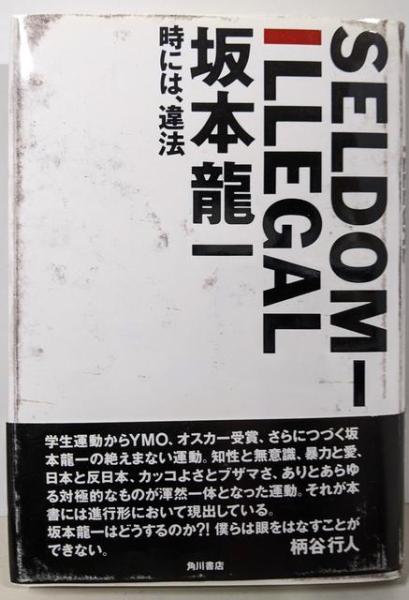 SELDOM—
ILLEGAL
坂本龍一
時には、違法
学生運動からYMO、オスカー受賞、さらにつづく坂
本龍一の絶えまない運動。知性と無意識、暴力と愛、
日本と反日本、カッコよさとブザマさ、ありとあらゆ
る対極的なものが渾然一体となった運動。それが本
書には進行形において現出している。
坂本龍一はどうするのか?! 僕らは眼をはなすことが
できない。 柄谷行人
角川書店